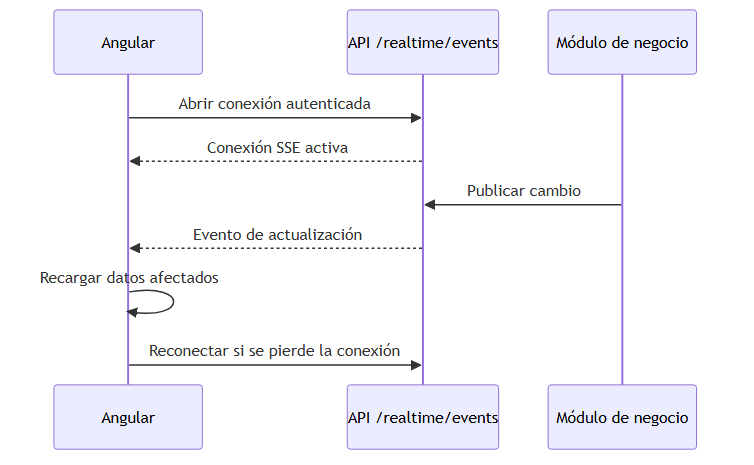 Angular
API /realtime/events
Módulo de negocio
Abrir conexión autenticada
Conexión SSE activa
Publicar cambio
Evento de actualización
Recargar datos afectados
Reconectar si se pierde la conexión
Angular
API /realtime/events
Módulo de negocio